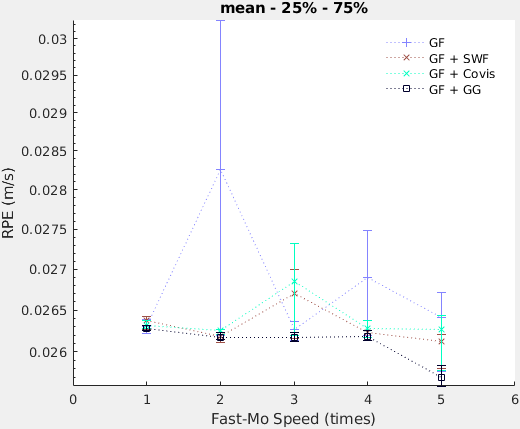 mean - 25% - 75%
GF
GF + SWF
GF + Covis
GF + GG
RPE (m/s)
0.03
0.0295
0.029
0.0285
0.028
0.0275
0.027
0.0265
0.026
0 1 2 3 4 5 6
Fast-Mo Speed (times)